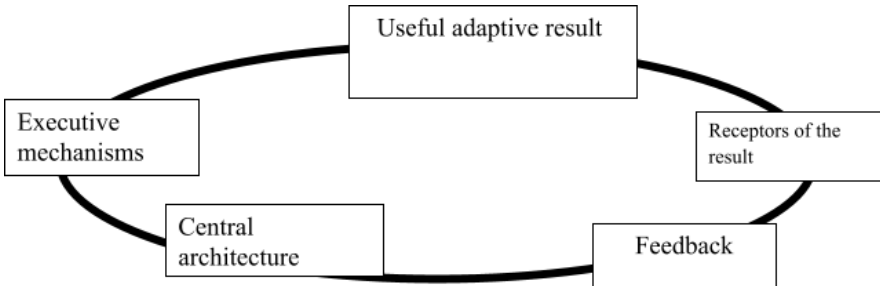 Useful adaptive result
Executive
mechanisms
Receptors of the
result
Central
architecture
Feedback